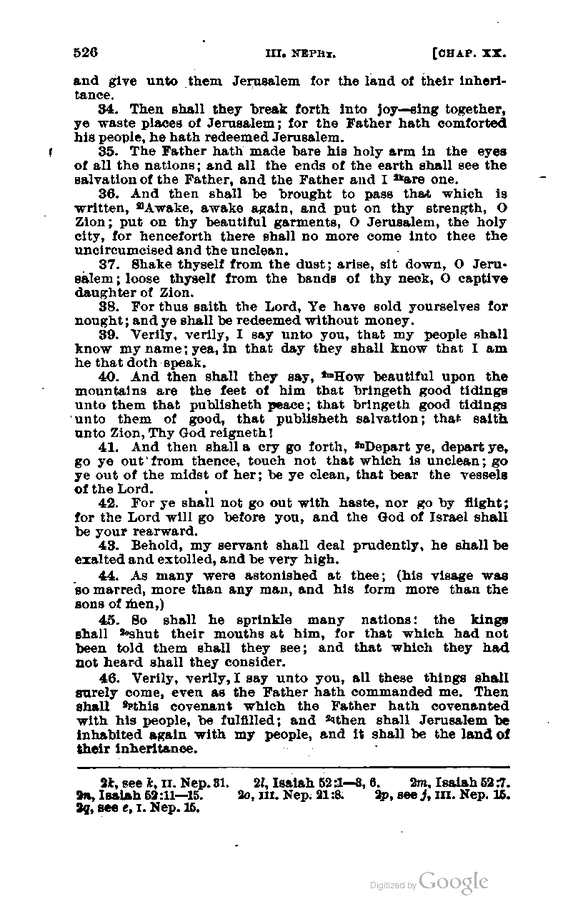 526 III. NEPHI. [CHAP. XX.
and give unto them Jerusalem for the land of their inheri-
tance.
34. Then shall they break forth into joy—sing together,
ye waste places of Jerusalem; for the Father hath comforted
his people, he hath redeemed Jerusalem.
35. The Father hath made bare his holy arm in the eyes
of all the nations; and all the ends of the earth shall see the
salvation of the Father, and the Father and I 2kare one.
36. And then shall be brought to pass that which is
written, 2lAwake, awake again, and put on thy strength, O
Zion; put on thy beautiful garments, O Jerusalem, the holy
city, for henceforth there shall no more come into thee the
uncircumcised and the unclean.
37. Shake thyself from the dust; arise, sit down, O Jeru-
salem; loose thyself from the bands of thy neck, O captive
daughter of Zion.
38. For thus saith the Lord, Ye have sold yourselves for
nought; and ye shall be redeemed without money.
39. Verily, verily, I say unto you, that my people shall
know my name; yea, in that day they shall know that I am
he that doth speak.
40. And then shall they say, 2mHow beautiful upon the
mountains are the feet of him that bringeth good tidings
unto them that publisheth peace; that bringeth good tidings
unto them of good, that publisheth salvation; that saith
unto Zion, Thy God reigneth!
41. And then shall a cry go forth, 2nDepart ye, depart ye,
go ye out from thence, touch not that which is unclean; go
ye out of the midst of her; be ye clean, that bear the vessels
of the Lord.
42. For ye shall not go out with haste, nor go by flight;
for the Lord will go before you, and the God of Israel shall
be your rearward.
43. Behold, my servant shall deal prudently, he shall be
exalted and extolled, and be very high.
44. As many were astonished at thee; (his visage was
so marred, more than any man, and his form more than the
sons of men,)
45. So shall he sprinkle many nations: the kings
shall 2oshut their mouths at him, for that which had not
been told them shall they see; and that which they had
not heard shall they consider.
46. Verily, verily, I say unto you, all these things shall
surely come, even as the Father hath commanded me. Then
shall 2pthis covenant which the Father hath covenanted
with his people, be fulfilled; and 2qthen shall Jerusalem be
inhabited again with my people, and it shall be the land of
their inheritance.
2k, see k, II. Nep. 31. 2l, Isaiah 52:1—3, 6. 2m, Isaiah 52:7.
2n, Isaiah 52:11—15. 2o, III. Nep. 21:8. 2p, see j, III. Nep. 15.
2q, see e, I. Nep. 15.
Digitized by Google